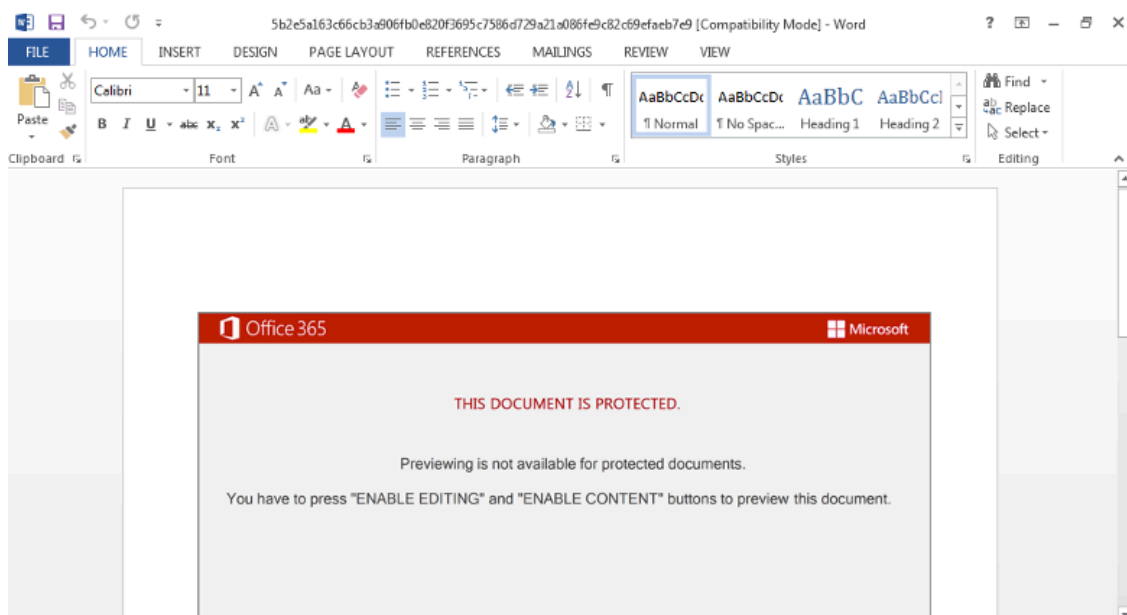 5b2e5a163c66cb3a906fb0e820f3695c7586d729a21a086fe9c82c69efaeb7e9 [Compatibility Mode] - Word
FILE HOME INSERT DESIGN PAGE LAYOUT REFERENCES MAILINGS REVIEW VIEW
Calibri 11 Aa AaBbCcDc AaBbCcDc AaBbC AaBbCcl Find
Paste B I U abc x₂ x² A A ¶ Normal ¶ No Spac... Heading 1 Heading 2 Replace
Select
Clipboard Font Paragraph Styles Editing
Office 365 Microsoft
THIS DOCUMENT IS PROTECTED.
Previewing is not available for protected documents.
You have to press "ENABLE EDITING" and "ENABLE CONTENT" buttons to preview this document.